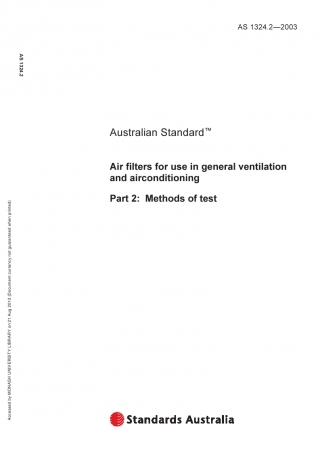 AS 1324.2—2003
AS 1324.2
Australian Standard™
Air filters for use in general ventilation
and airconditioning
Part 2: Methods of test
Accessed by MONASH UNIVERSITY LIBRARY on 21 Aug 2013 (Document currency not guaranteed when printed)
Standards Australia